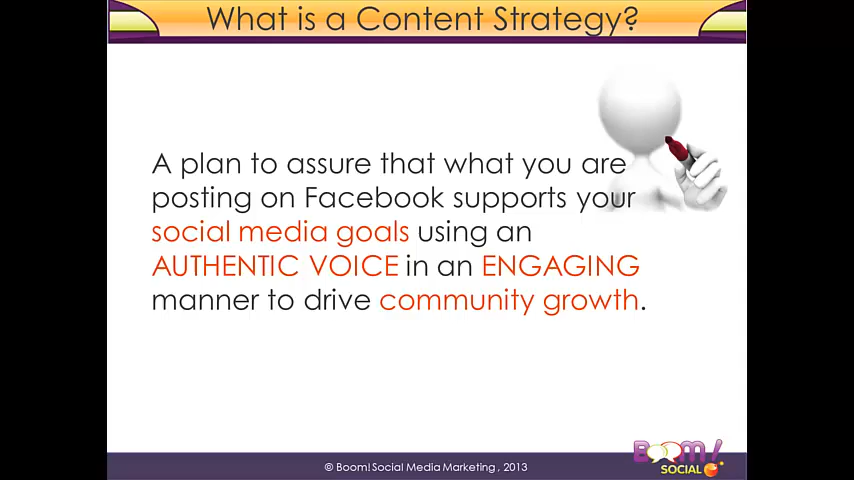 What is a Content Strategy?
A plan to assure that what you are
posting on Facebook supports your
social media goals using an
AUTHENTIC VOICE in an ENGAGING
manner to drive community growth.
BOOM!
SOCIAL
© Boom! Social Media Marketing , 2013